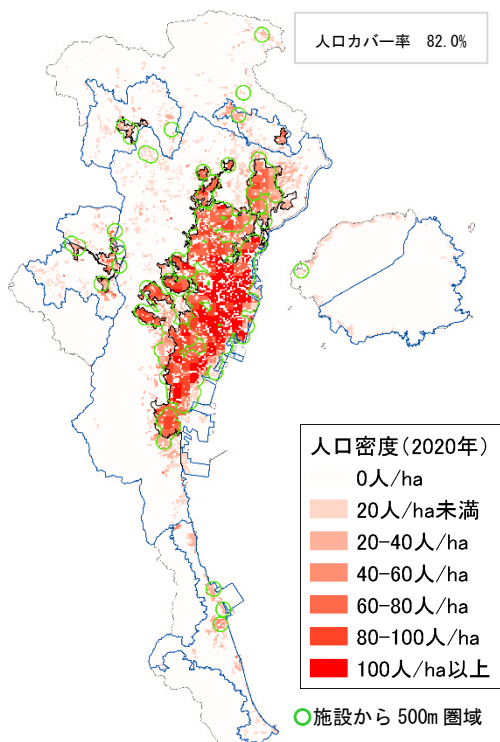 人口カバー率 82.0%
人口密度(2020年)
0人/ha
20人/ha未満
20-40人/ha
40-60人/ha
60-80人/ha
80-100人/ha
100人/ha以上
施設から500m圏域